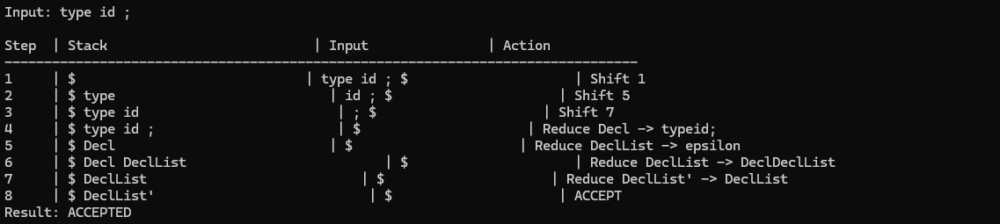 Input: type id ;
Step | Stack | Input | Action
--------------------------------------------------------------------------------
1 | $ | type id ; $ | Shift 1
2 | $ type | id ; $ | Shift 5
3 | $ type id | ; $ | Shift 7
4 | $ type id ; | $ | Reduce Decl -> typeid;
5 | $ Decl | $ | Reduce DeclList -> epsilon
6 | $ Decl DeclList | $ | Reduce DeclList -> DeclDeclList
7 | $ DeclList | $ | Reduce DeclList' -> DeclList
8 | $ DeclList' | $ | ACCEPT
Result: ACCEPTED